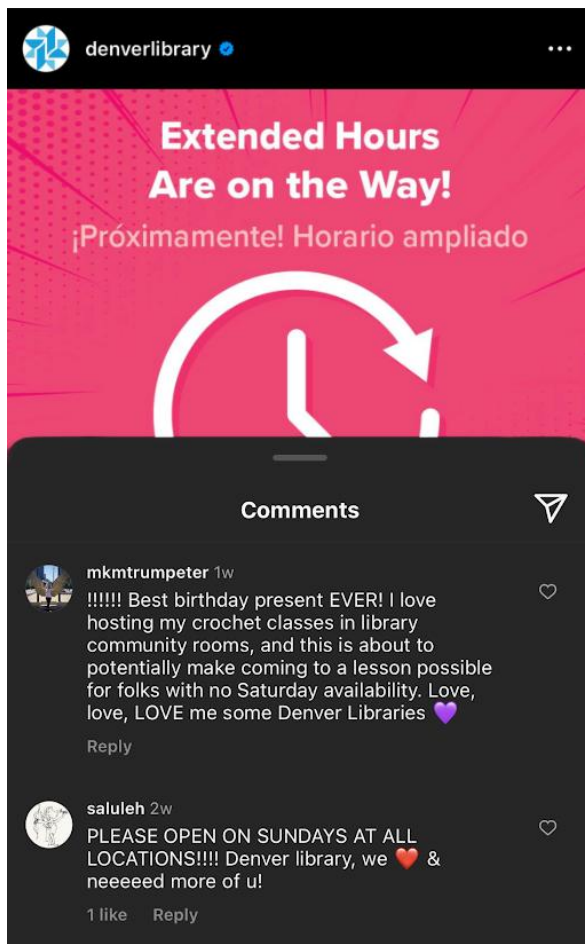 denverlibrary
Extended Hours
Are on the Way!
¡Próximamente! Horario ampliado
Comments
mkmtrumpeter 1w
!!!!!! Best birthday present EVER! I love
hosting my crochet classes in library
community rooms, and this is about to
potentially make coming to a lesson possible
for folks with no Saturday availability. Love,
love, LOVE me some Denver Libraries 💜
Reply
saluleh 2w
PLEASE OPEN ON SUNDAYS AT ALL
LOCATIONS!!!! Denver library, we ❤️ &
neeeeed more of u!
1 like Reply